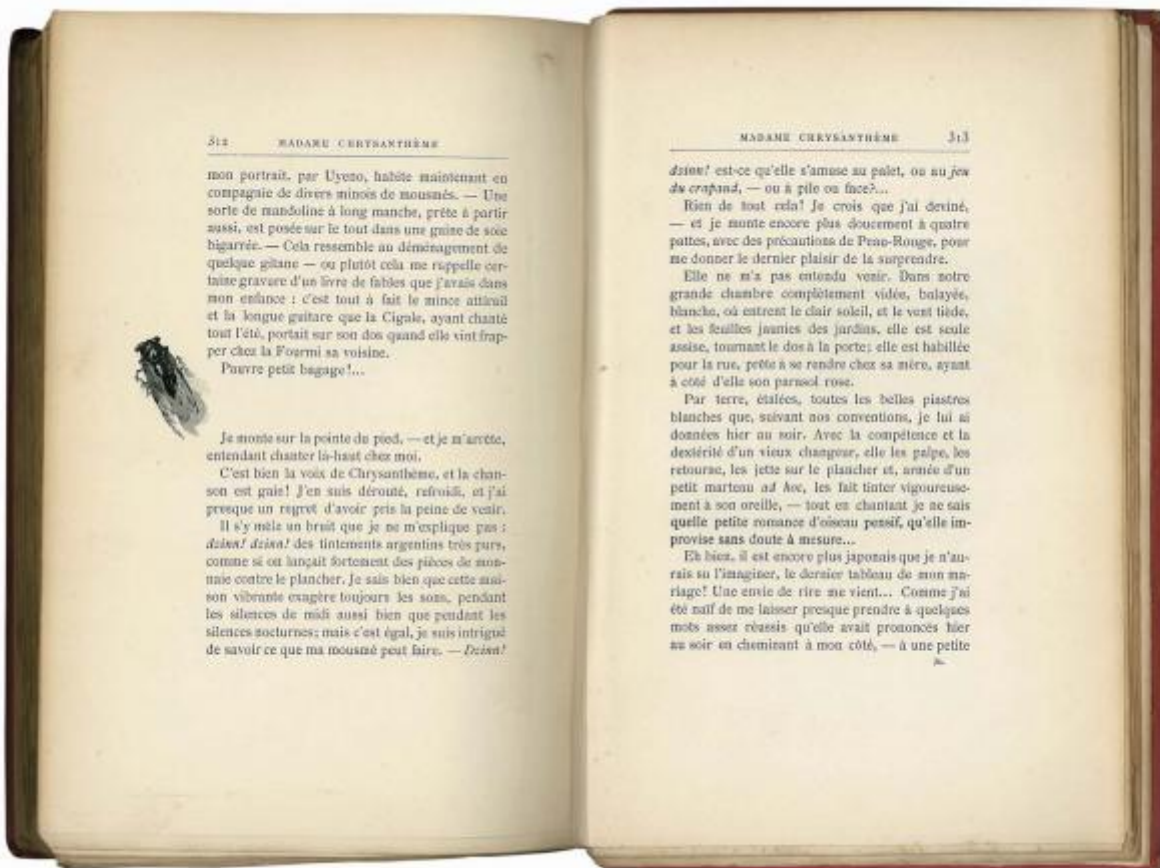 312 MADAME CHRYSANTHÈME
mon portrait, par Uyeno, habite maintenant en
compagnie de divers minois de mousmés. — Une
sorte de mandoline à long manche, prête à partir
aussi, est posée sur le tout dans une gaine de soie
bigarrée. — Cela ressemble au déménagement de
quelque gitane — ou plutôt cela me rappelle cer-
taine gravure d'un livre de fables que j'avais dans
mon enfance : c'est tout à fait le mince attirail
et la longue guitare que la Cigale, ayant chanté
tout l'été, portait sur son dos quand elle vint frap-
per chez la Fourmi sa voisine.
Pauvre petit bagage!...
Je monte sur la pointe du pied, — et je m'arrête,
entendant chanter là-haut chez moi.
C'est bien la voix de Chrysanthème, et la chan-
son est gaie! J'en suis dérouté, refroidi, et j'ai
presque un regret d'avoir pris la peine de venir.
Il s'y mêle un bruit que je ne m'explique pas :
dzinn! dzinn! des tintements argentins très purs,
comme si on lançait fortement des pièces de mon-
naie contre le plancher. Je sais bien que cette mai-
son vibrante exagère toujours les sons, pendant
les silences de midi aussi bien que pendant les
silences nocturnes; mais c'est égal, je suis intrigué
de savoir ce que ma mousmé peut faire. — Dzinn!
MADAME CHRYSANTHÈME 313
dzinn! est-ce qu'elle s'amuse au palet, ou au jeu
du crapaud, — ou à pile ou face?...
Rien de tout cela! Je crois que j'ai deviné,
— et je monte encore plus doucement à quatre
pattes, avec des précautions de Peau-Rouge, pour
me donner le dernier plaisir de la surprendre.
Elle ne m'a pas entendu venir. Dans notre
grande chambre complètement vidée, balayée,
blanche, où entrent le clair soleil, et le vent tiède,
et les feuilles jaunies des jardins, elle est seule
assise, tournant le dos à la porte; elle est habillée
pour la rue, prête à se rendre chez sa mère, ayant
à côté d'elle son parasol rose.
Par terre, étalées, toutes les belles piastres
blanches que, suivant nos conventions, je lui ai
données hier au soir. Avec la compétence et la
dextérité d'un vieux changeur, elle les palpe, les
retourne, les jette sur le plancher et, armée d'un
petit marteau ad hoc, les fait tinter vigoureuse-
ment à son oreille, — tout en chantant je ne sais
quelle petite romance d'oiseau pensif, qu'elle im-
provise sans doute à mesure...
Eh bien, il est encore plus japonais que je n'au-
rais su l'imaginer, le dernier tableau de mon ma-
riage! Une envie de rire me vient... Comme j'ai
été naïf de me laisser presque prendre à quelques
mots assez réussis qu'elle avait prononcés hier
au soir en cheminant à mon côté, — à une petite